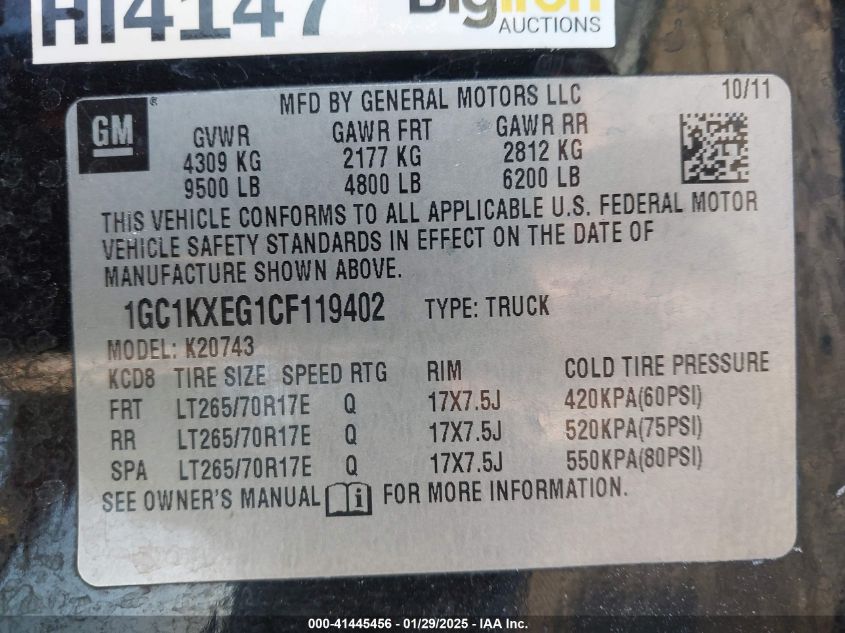 HI4147 BigIron
AUCTIONS
GM® MFD BY GENERAL MOTORS LLC 10/11
GVWR GAWR FRT GAWR RR
4309 KG 2177 KG 2812 KG
9500 LB 4800 LB 6200 LB
THIS VEHICLE CONFORMS TO ALL APPLICABLE U.S. FEDERAL MOTOR
VEHICLE SAFETY STANDARDS IN EFFECT ON THE DATE OF
MANUFACTURE SHOWN ABOVE.
1GC1KXEG1CF119402 TYPE: TRUCK
MODEL: K20743
KCD8 TIRE SIZE SPEED RTG RIM COLD TIRE PRESSURE
FRT LT265/70R17E Q 17X7.5J 420KPA(60PSI)
RR LT265/70R17E Q 17X7.5J 520KPA(75PSI)
SPA LT265/70R17E Q 17X7.5J 550KPA(80PSI)
SEE OWNER'S MANUAL i FOR MORE INFORMATION.
000-41445456 - 01/29/2025 - IAA Inc.